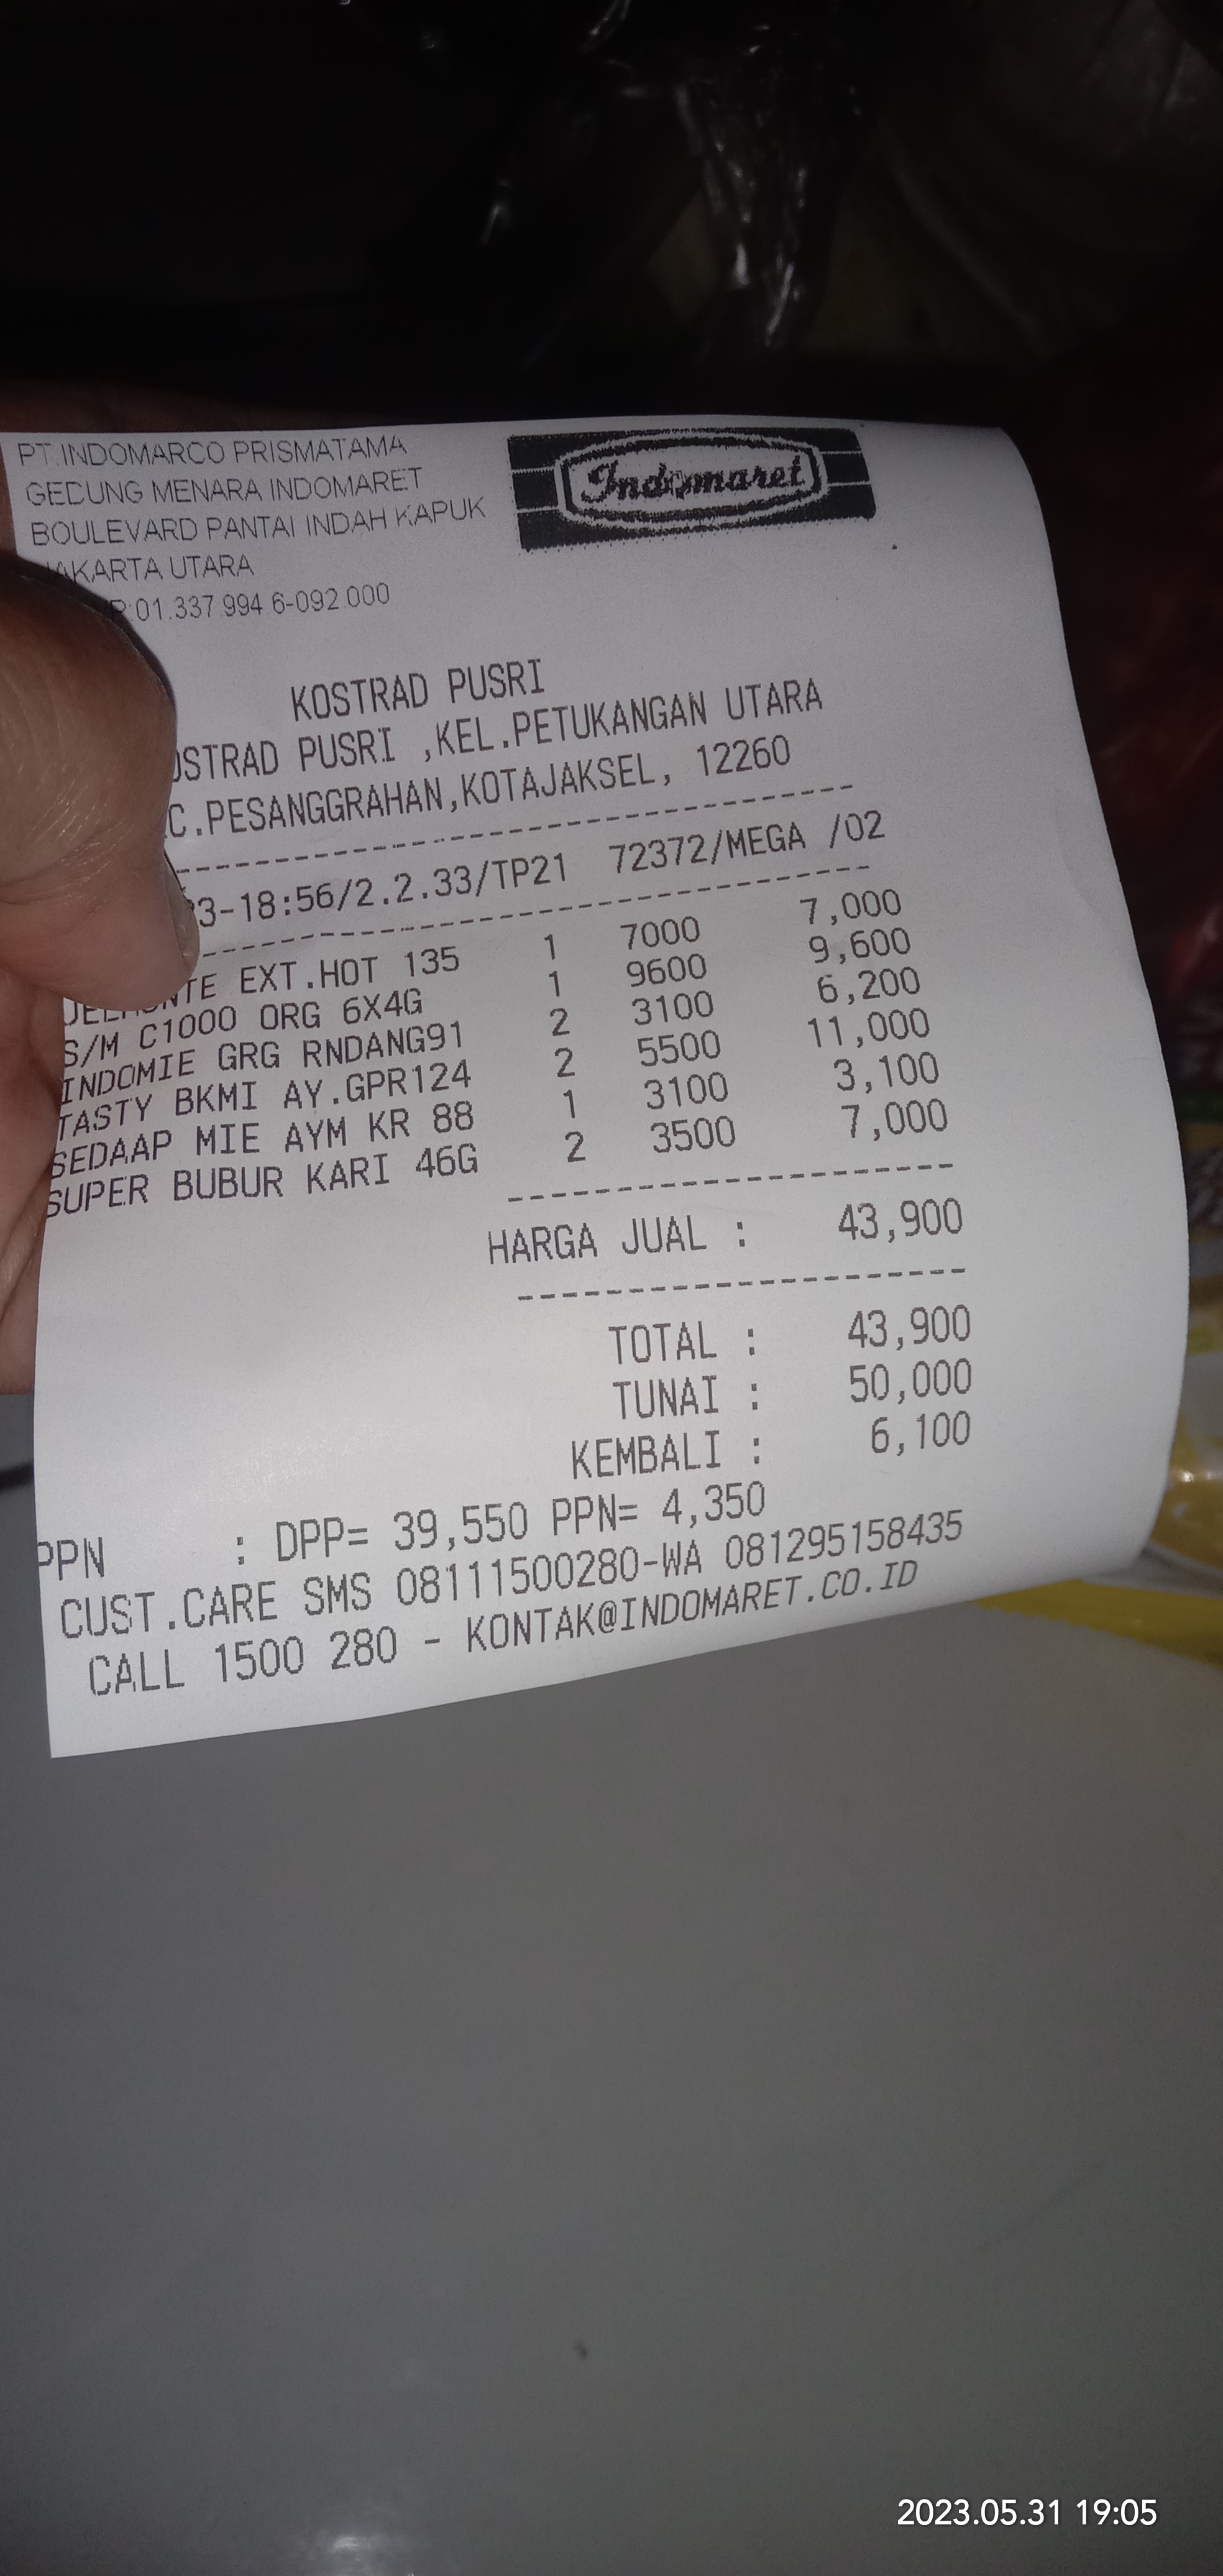 PT.INDOMARCO PRISMATAMA
GEDUNG MENARA INDOMARET
BOULEVARD PANTAI INDAH KAPUK
JAKARTA UTARA
01.337.994.6-092.000
Indomaret
KOSTRAD PUSRI
OSTRAD PUSRI ,KEL.PETUKANGAN UTARA
C.PESANGGRAHAN,KOTAJAKSEL, 12260
3-18:56/2.2.33/TP21 72372/MEGA /02
DELMONTE EXT.HOT 135 1 7000 7,000
S/M C1000 ORG 6X4G 1 9600 9,600
INDOMIE GRG RNDANG91 2 3100 6,200
TASTY BKMI AY.GPR124 2 5500 11,000
SEDAAP MIE AYM KR 88 1 3100 3,100
SUPER BUBUR KARI 46G 2 3500 7,000
HARGA JUAL : 43,900
TOTAL : 43,900
TUNAI : 50,000
KEMBALI : 6,100
PPN : DPP= 39,550 PPN= 4,350
CUST.CARE SMS 08111500280-WA 081295158435
CALL 1500 280 - KONTAK@INDOMARET.CO.ID
2023.05.31 19:05